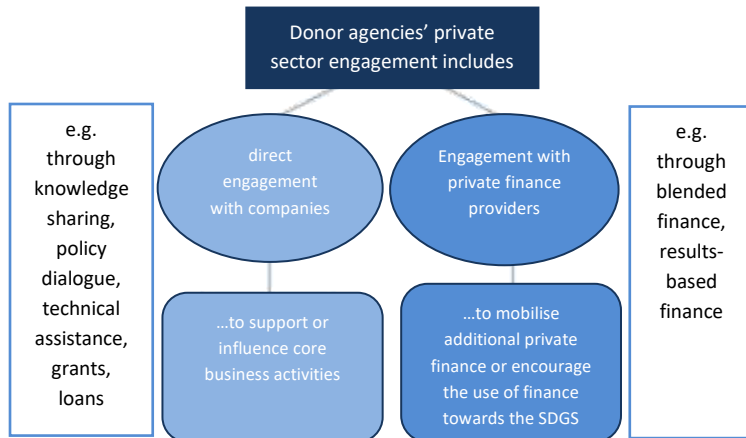 Donor agencies' private
sector engagement includes
e.g.
through
knowledge
sharing,
policy
dialogue,
technical
assistance,
grants,
loans
direct
engagement
with companies
Engagement with
private finance
providers
e.g.
through
blended
finance,
results-
based
finance
...to support or
influence core
business activities
...to mobilise
additional private
finance or encourage
the use of finance
towards the SDGS